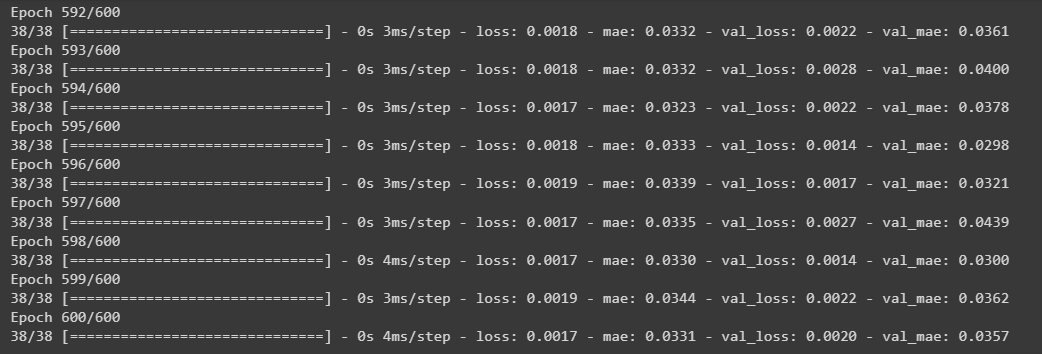 Epoch 592/600
38/38 [==============================] - 0s 3ms/step - loss: 0.0018 - mae: 0.0332 - val_loss: 0.0022 - val_mae: 0.0361
Epoch 593/600
38/38 [==============================] - 0s 3ms/step - loss: 0.0018 - mae: 0.0332 - val_loss: 0.0028 - val_mae: 0.0400
Epoch 594/600
38/38 [==============================] - 0s 3ms/step - loss: 0.0017 - mae: 0.0323 - val_loss: 0.0022 - val_mae: 0.0378
Epoch 595/600
38/38 [==============================] - 0s 3ms/step - loss: 0.0018 - mae: 0.0333 - val_loss: 0.0014 - val_mae: 0.0298
Epoch 596/600
38/38 [==============================] - 0s 3ms/step - loss: 0.0019 - mae: 0.0339 - val_loss: 0.0017 - val_mae: 0.0321
Epoch 597/600
38/38 [==============================] - 0s 3ms/step - loss: 0.0017 - mae: 0.0335 - val_loss: 0.0027 - val_mae: 0.0439
Epoch 598/600
38/38 [==============================] - 0s 4ms/step - loss: 0.0017 - mae: 0.0330 - val_loss: 0.0014 - val_mae: 0.0300
Epoch 599/600
38/38 [==============================] - 0s 3ms/step - loss: 0.0019 - mae: 0.0344 - val_loss: 0.0022 - val_mae: 0.0362
Epoch 600/600
38/38 [==============================] - 0s 4ms/step - loss: 0.0017 - mae: 0.0331 - val_loss: 0.0020 - val_mae: 0.0357